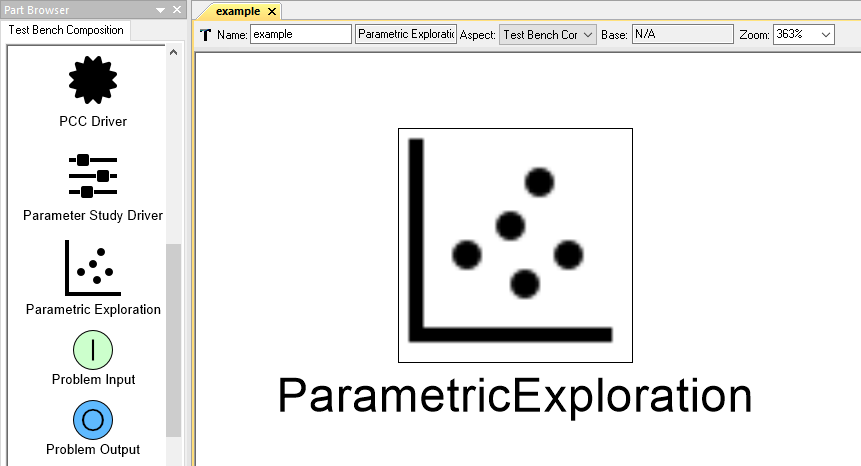 Part Browser
Test Bench Composition
PCC Driver
Parameter Study Driver
Parametric Exploration
Problem Input
Problem Output
example
Name: example Parametric Exploratic Aspect: Test Bench Cor Base: N/A Zoom: 363%
ParametricExploration